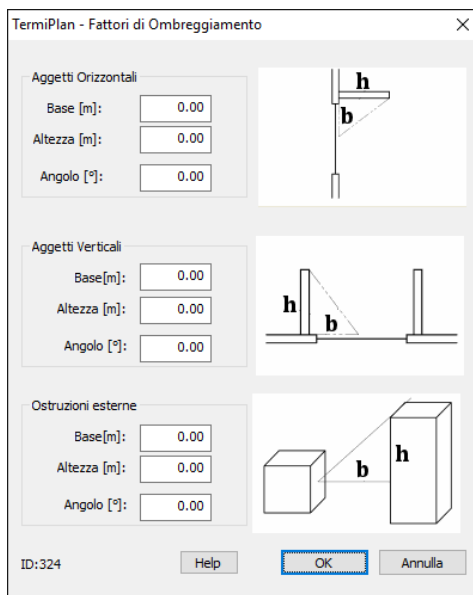 TermiPlan - Fattori di Ombreggiamento
Aggetti Orizzontali
Base [m]: 0.00
Altezza [m]: 0.00
Angolo [°]: 0.00
h
b
Aggetti Verticali
Base[m]: 0.00
Altezza [m]: 0.00
Angolo [°]: 0.00
h
b
Ostruzioni esterne
Base[m]: 0.00
Altezza [m]: 0.00
Angolo [°]: 0.00
h
b
ID:324
Help
OK
Annulla